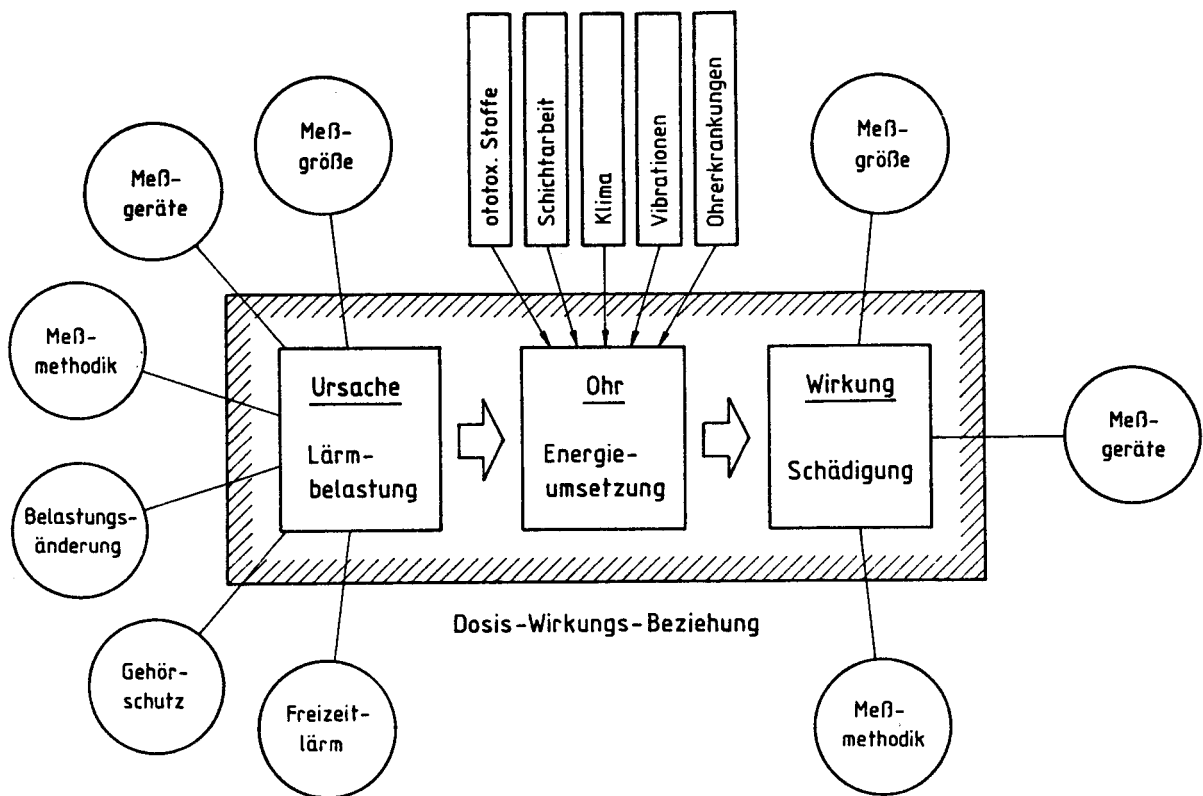 ototox. Stoffe
Schichtarbeit
Klima
Vibrationen
Ohrerkrankungen
Meß-
größe
Meß-
geräte
Meß-
methodik
Belastungs-
änderung
Gehör-
schutz
Freizeit-
lärm
Ursache
Lärm-
belastung
Ohr
Energie-
umsetzung
Wirkung
Schädigung
Meß-
größe
Meß-
geräte
Meß-
methodik
Dosis-Wirkungs-Beziehung